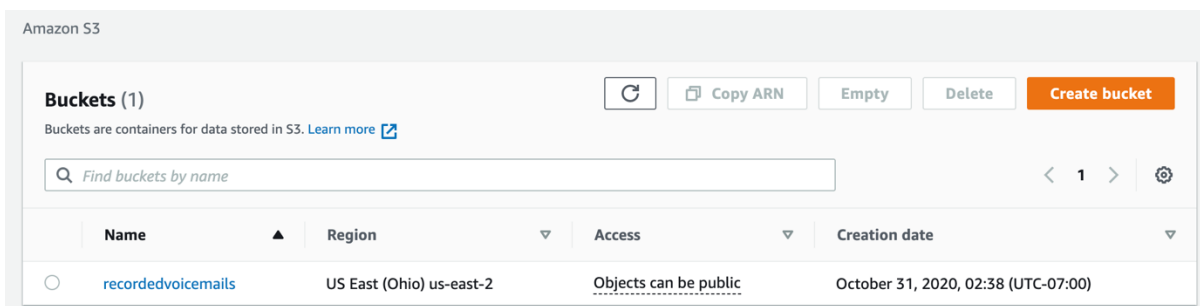 Amazon S3
Buckets (1)
Copy ARN
Empty
Delete
Create bucket
Buckets are containers for data stored in S3. Learn more
Find buckets by name
1
Name Region Access Creation date
recordedvoicemails US East (Ohio) us-east-2 Objects can be public October 31, 2020, 02:38 (UTC-07:00)